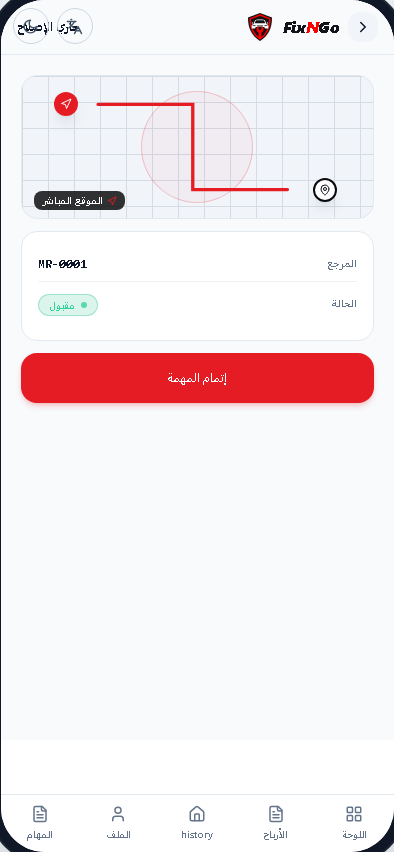 FixNGo
جاري الإصلاح
الموقع المباشر
المرجع MR-0001
الحالة مقبول
إتمام المهمة
اللوحة الأرباح history الملف المهام